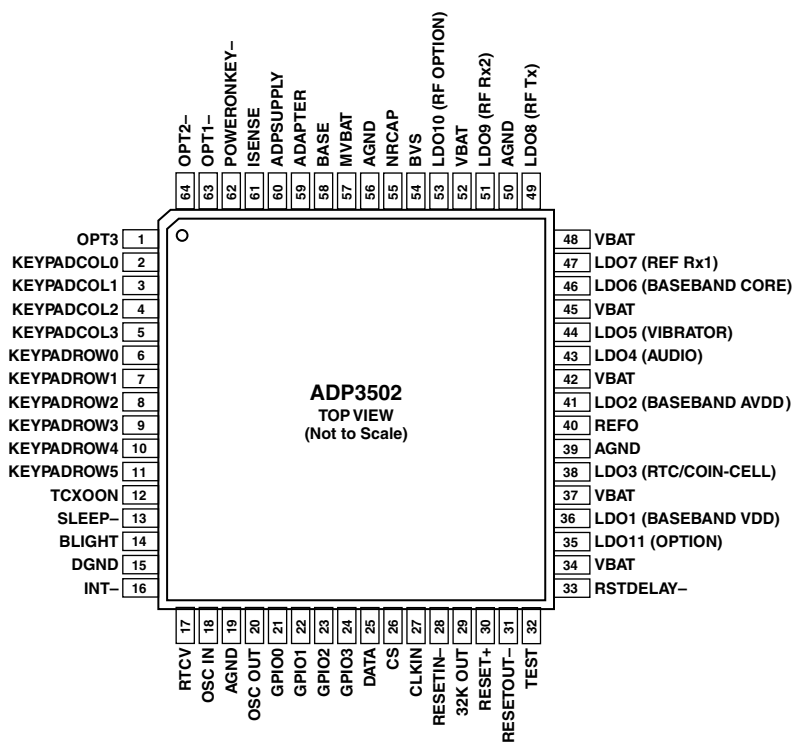 OPT2–
OPT1–
POWERONKEY–
ISENSE
ADPSUPPLY
ADAPTER
BASE
MVBAT
AGND
NRCAP
BVS
LDO10 (RF OPTION)
VBAT
LDO9 (RF Rx2)
AGND
LDO8 (RF Tx)
64
63
62
61
60
59
58
57
56
55
54
53
52
51
50
49
OPT3 1
KEYPADCOL0 2
KEYPADCOL1 3
KEYPADCOL2 4
KEYPADCOL3 5
KEYPADROW0 6
KEYPADROW1 7
KEYPADROW2 8
KEYPADROW3 9
KEYPADROW4 10
KEYPADROW5 11
TCXOON 12
SLEEP– 13
BLIGHT 14
DGND 15
INT– 16
ADP3502
TOP VIEW
(Not to Scale)
48 VBAT
47 LDO7 (REF Rx1)
46 LDO6 (BASEBAND CORE)
45 VBAT
44 LDO5 (VIBRATOR)
43 LDO4 (AUDIO)
42 VBAT
41 LDO2 (BASEBAND AVDD)
40 REFO
39 AGND
38 LDO3 (RTC/COIN-CELL)
37 VBAT
36 LDO1 (BASEBAND VDD)
35 LDO11 (OPTION)
34 VBAT
33 RSTDELAY–
17
18
19
20
21
22
23
24
25
26
27
28
29
30
31
32
RTCV
OSC IN
AGND
OSC OUT
GPIO0
GPIO1
GPIO2
GPIO3
DATA
CS
CLKIN
RESETIN–
32K OUT
RESET+
RESETOUT–
TEST